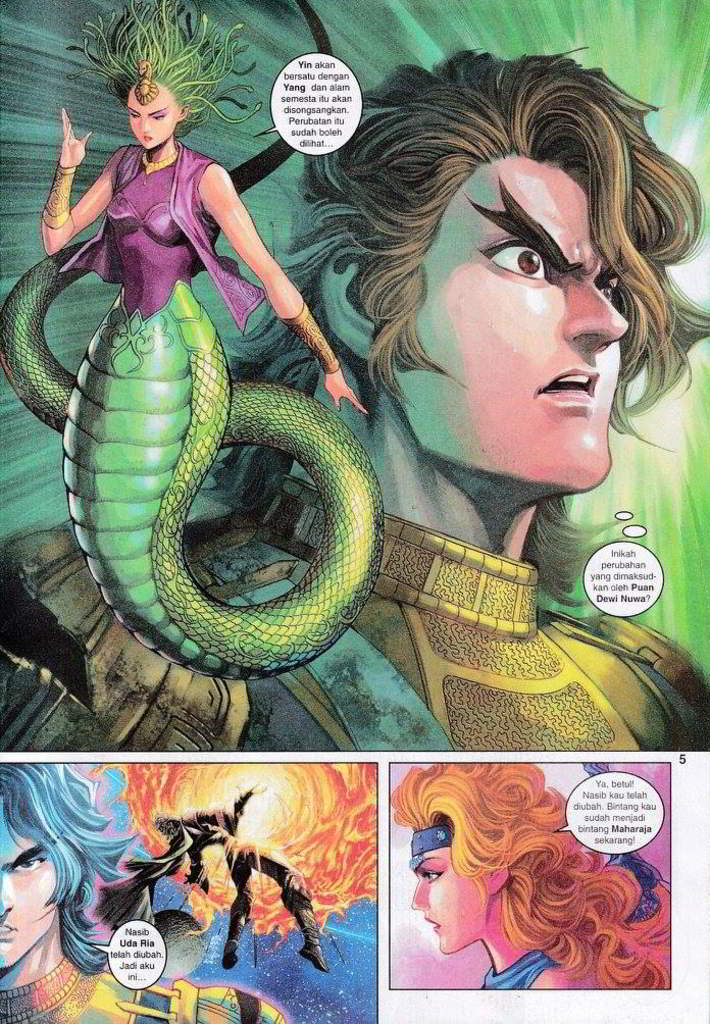 Yin akan
bersatu dengan
Yang dan alam
semesta itu akan
disongsangkan.
Perubatan itu
sudah boleh
dilihat...
Inikah
perubahan
yang dimaksud-
kan oleh Puan
Dewi Nuwa?
5
Nasib
Uda Ria
telah diubah.
Jadi aku
ini...
Ya, betul!
Nasib kau telah
diubah. Bintang kau
sudah menjadi
bintang Maharaja
sekarang!